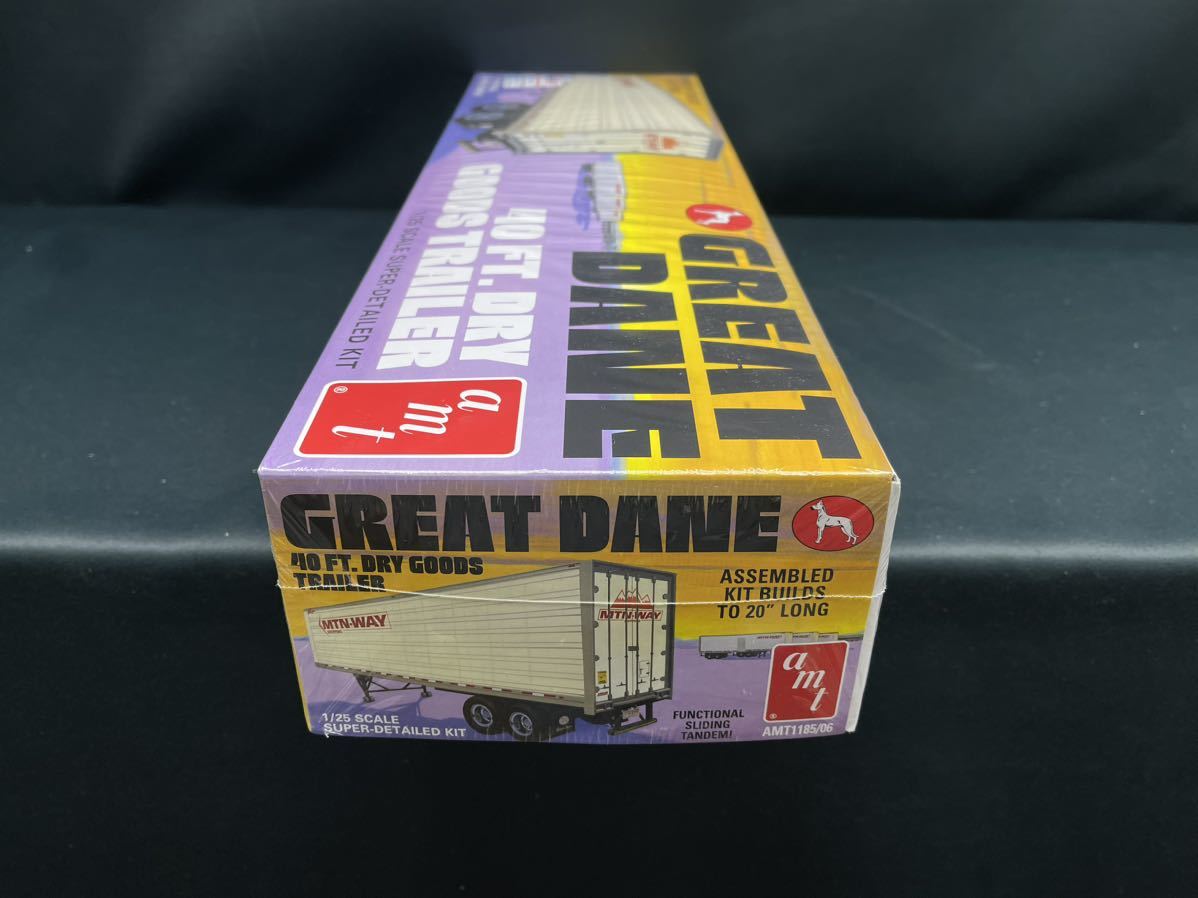 GREAT
DANE
40 FT. DRY
GOODS TRAILER
1/25 SCALE SUPER-DETAILED KIT
amt
®
GREAT DANE
40 FT. DRY GOODS
TRAILER
ASSEMBLED
KIT BUILDS
TO 20" LONG
MTN-WAY
MTN-WAY
amt
®
1/25 SCALE
SUPER-DETAILED KIT
FUNCTIONAL
SLIDING
TANDEM!
AMT1185/06